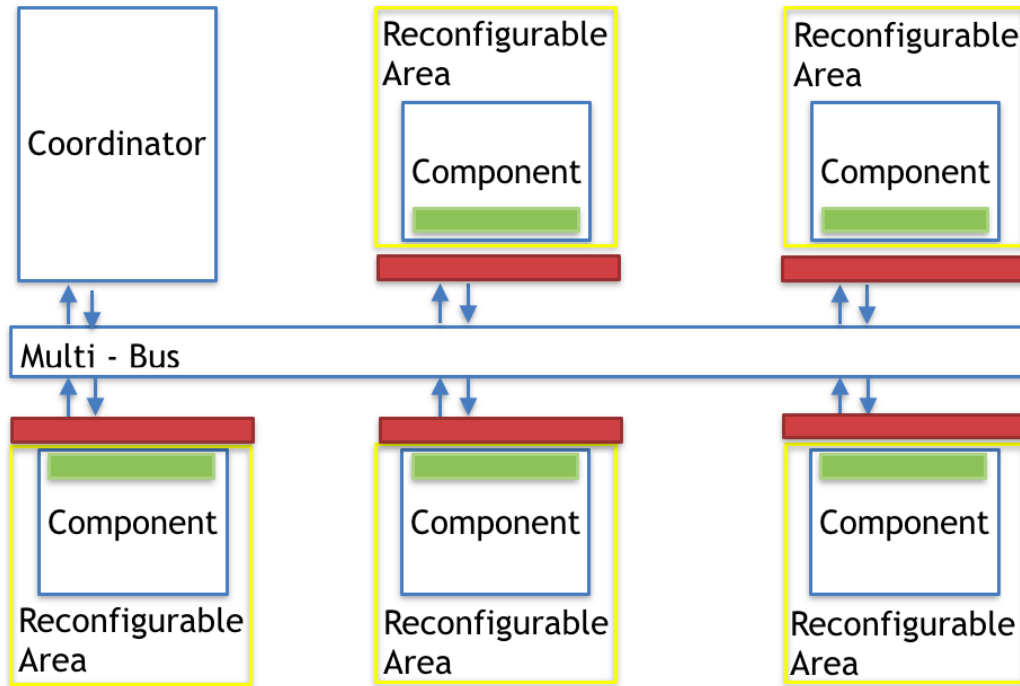 Coordinator
Reconfigurable
Area
Component
Reconfigurable
Area
Component
Multi - Bus
Component
Reconfigurable
Area
Component
Reconfigurable
Area
Component
Reconfigurable
Area